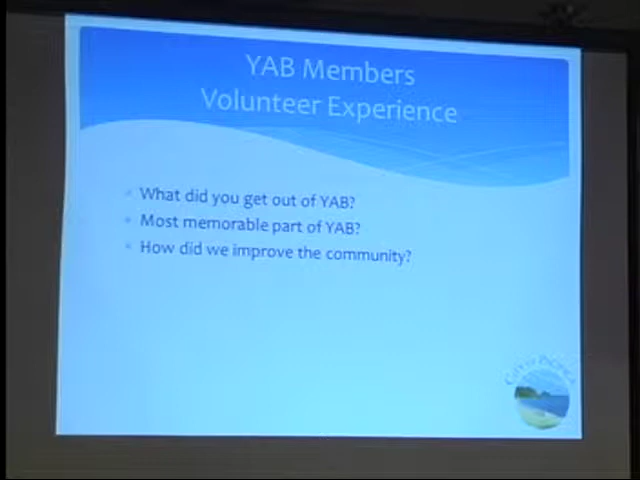 YAB Members
Volunteer Experience
What did you get out of YAB?
Most memorable part of YAB?
How did we improve the community?